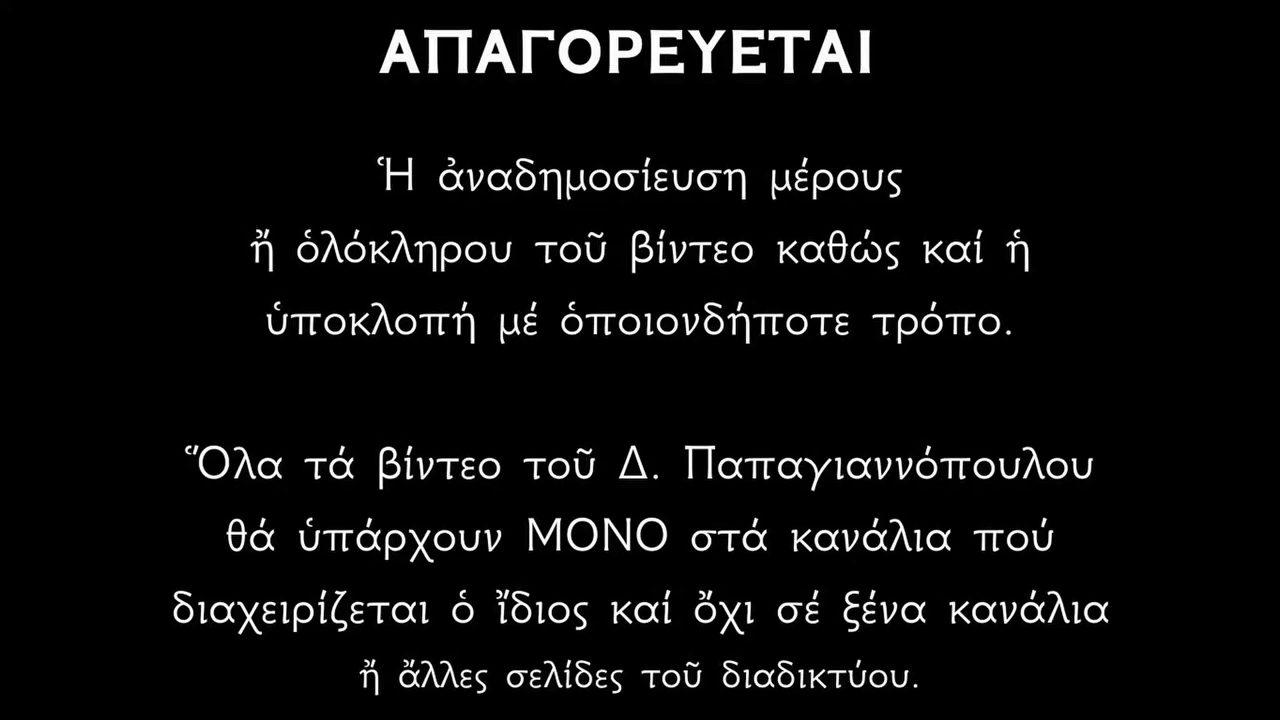 ΑΠΑΓΟΡΕΥΕΤΑΙ
Ἡ ἀναδημοσίευση μέρους
ἤ ὁλόκληρου τοῦ βίντεο καθώς καί ἡ
ὑποκλοπή μέ ὁποιονδήποτε τρόπο.
Ὅλα τά βίντεο τοῦ Δ. Παπαγιαννόπουλου
θά ὑπάρχουν ΜΟΝΟ στά κανάλια πού
διαχειρίζεται ὁ ἴδιος καί ὄχι σέ ξένα κανάλια
ἤ ἄλλες σελίδες τοῦ διαδικτύου.